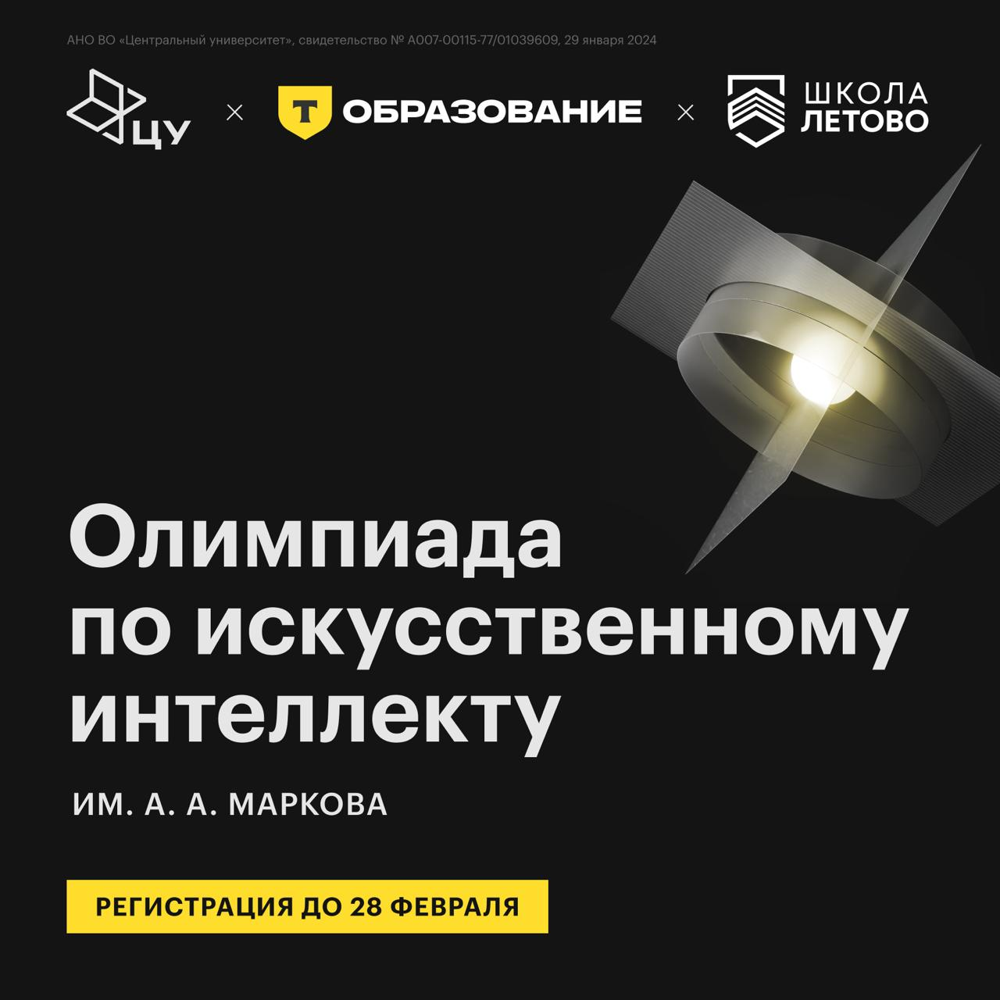 АНО ВО «Центральный университет», свидетельство № А007-00115-77/01039609, 29 января 2024
ЦУ × Т ОБРАЗОВАНИЕ × ШКОЛА ЛЕТОВО
Олимпиада
по искусственному
интеллекту
ИМ. А. А. МАРКОВА
РЕГИСТРАЦИЯ ДО 28 ФЕВРАЛЯ